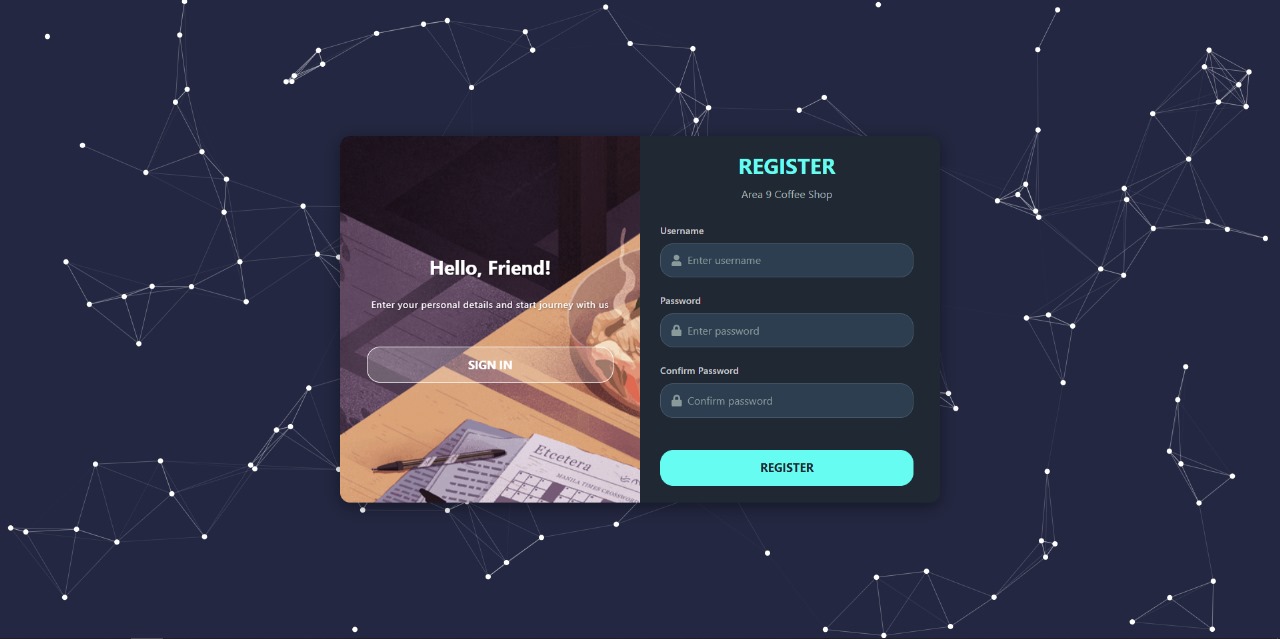 Hello, Friend!
Enter your personal details and start journey with us
SIGN IN
Etcetera
MANILA TIMES CROSSWORD
REGISTER
Area 9 Coffee Shop
Username
Enter username
Password
Enter password
Confirm Password
Confirm password
REGISTER